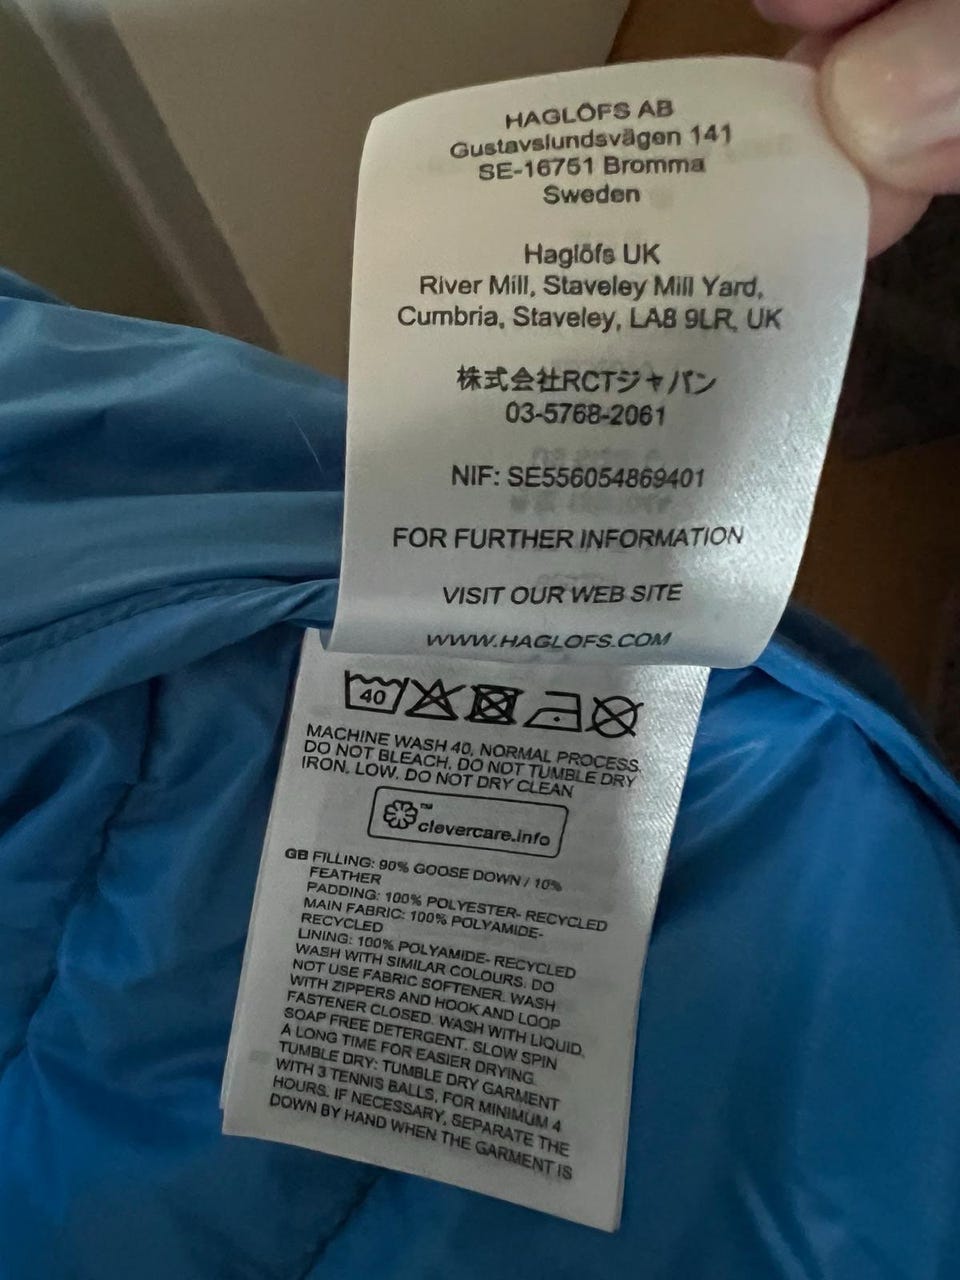 HAGLÖFS AB
Gustavslundsvägen 141
SE-16751 Bromma
Sweden
Haglöfs UK
River Mill, Staveley Mill Yard,
Cumbria, Staveley, LA8 9LR, UK
株式会社RCTジャパン
03-5768-2061
NIF: SE556054869401
FOR FURTHER INFORMATION
VISIT OUR WEB SITE
WWW.HAGLOFS.COM
40
MACHINE WASH 40, NORMAL PROCESS.
DO NOT BLEACH. DO NOT TUMBLE DRY
IRON, LOW. DO NOT DRY CLEAN
™
clevercare.info
GB FILLING: 90% GOOSE DOWN / 10%
FEATHER
PADDING: 100% POLYESTER- RECYCLED
MAIN FABRIC: 100% POLYAMIDE-
RECYCLED
LINING: 100% POLYAMIDE- RECYCLED
WASH WITH SIMILAR COLOURS. DO
NOT USE FABRIC SOFTENER. WASH
WITH ZIPPERS AND HOOK AND LOOP
FASTENER CLOSED. WASH WITH LIQUID,
SOAP FREE DETERGENT. SLOW SPIN
A LONG TIME FOR EASIER DRYING.
TUMBLE DRY: TUMBLE DRY GARMENT
WITH 3 TENNIS BALLS, FOR MINIMUM 4
HOURS. IF NECESSARY, SEPARATE THE
DOWN BY HAND WHEN THE GARMENT IS